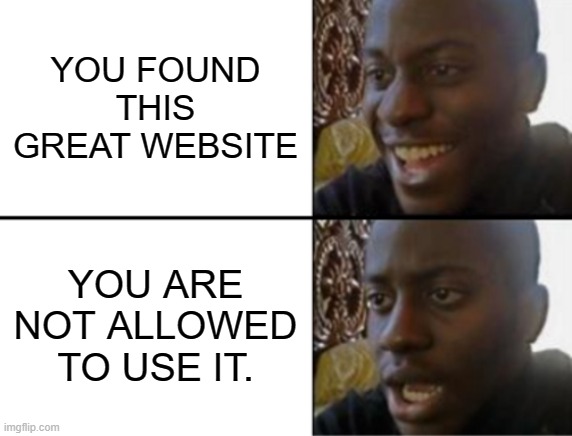 YOU FOUND
THIS
GREAT WEBSITE
YOU ARE
NOT ALLOWED
TO USE IT.
imgflip.com